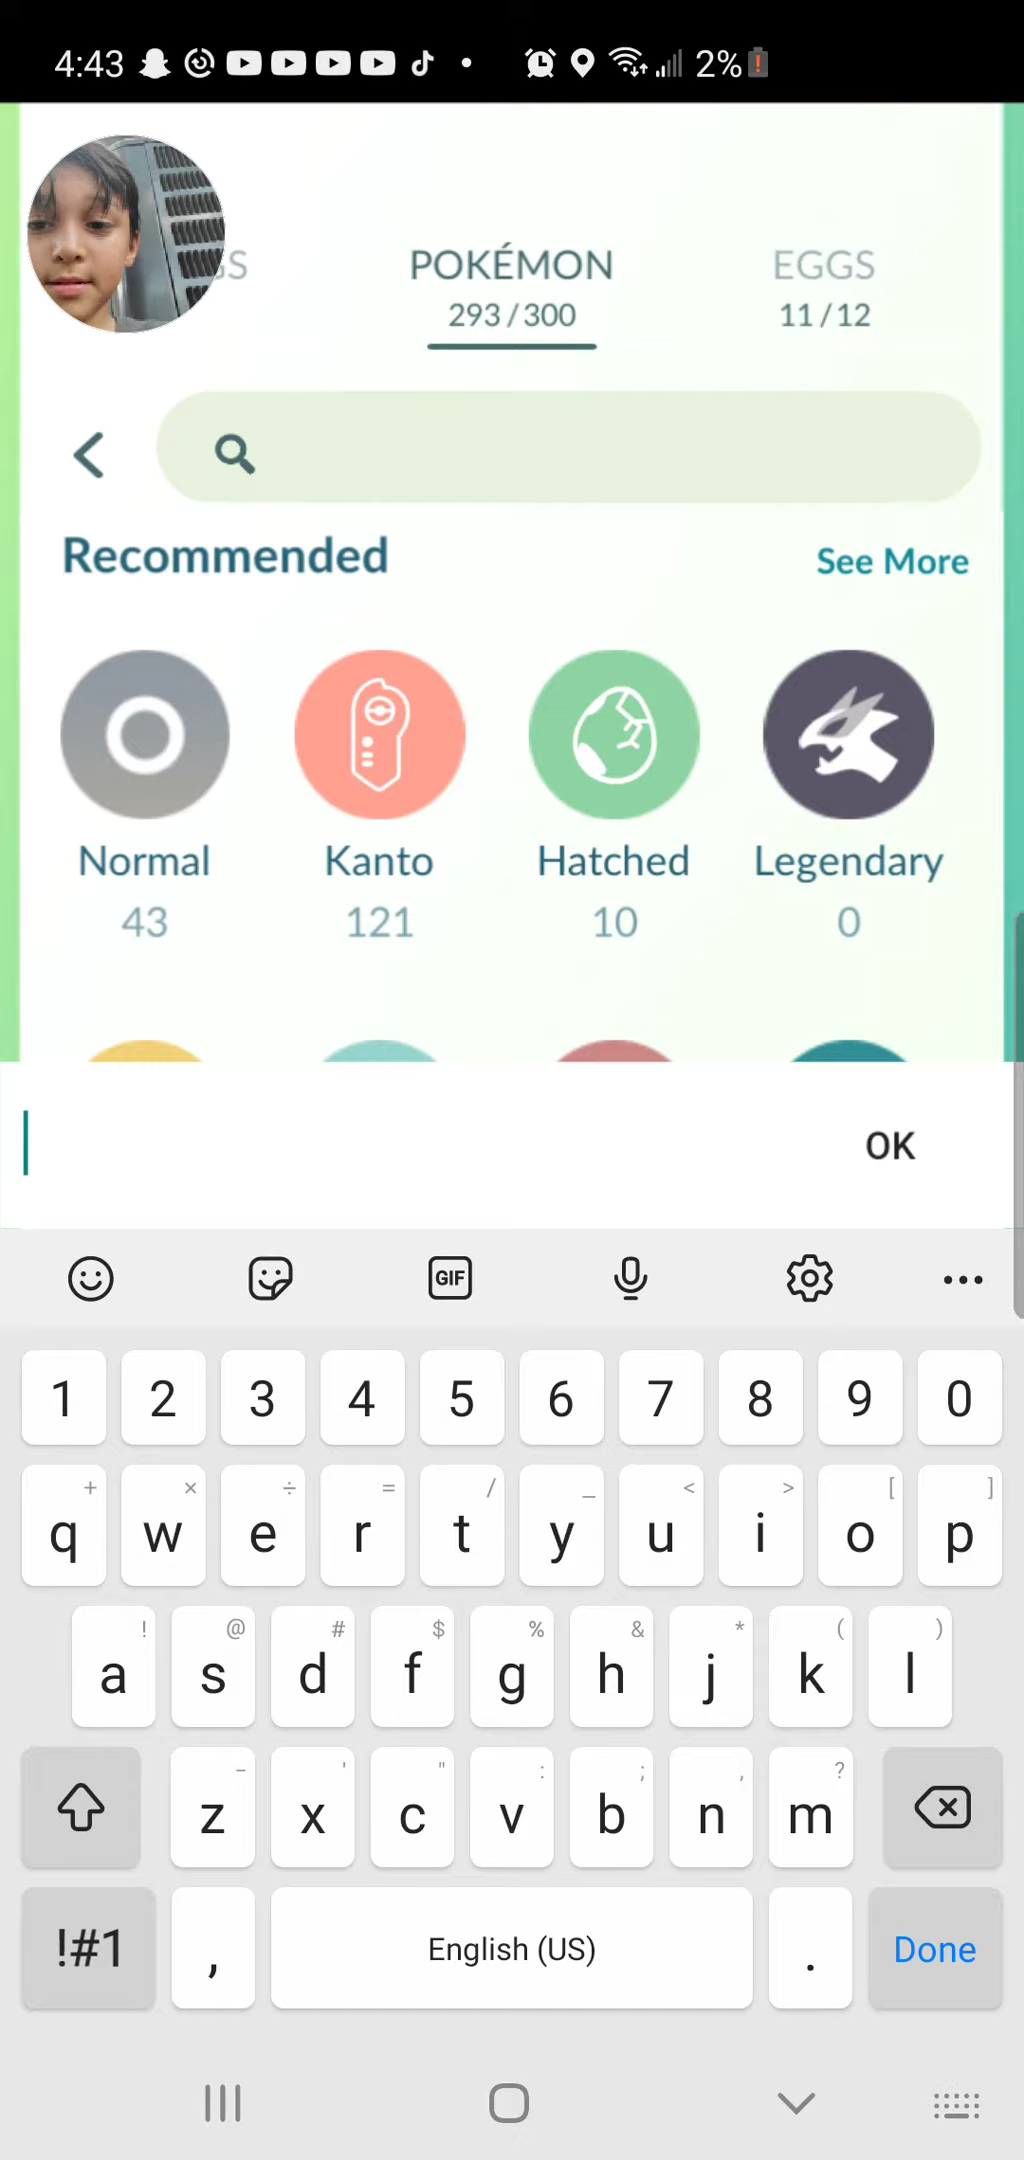 4:43 2%
GS POKÉMON EGGS
293/300 11/12
Recommended See More
Normal Kanto Hatched Legendary
43 121 10 0
OK
GIF
1 2 3 4 5 6 7 8 9 0
+ × ÷ = / _ < > [ ]
q w e r t y u i o p
! @ # $ % & * ( )
a s d f g h j k l
- ' " : ; , ?
z x c v b n m
!#1 , English (US) . Done